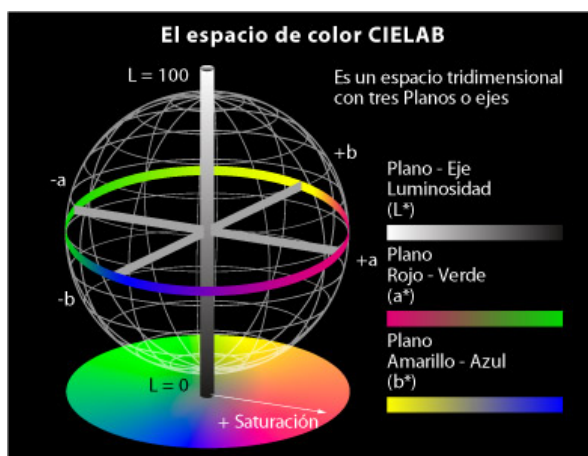 El espacio de color CIELAB
L = 100
Es un espacio tridimensional
con tres Planos o ejes
+b
-a
Plano - Eje
Luminosidad
(L*)
Plano
Rojo - Verde
(a*)
+a
-b
Plano
Amarillo - Azul
(b*)
L = 0
+ Saturación